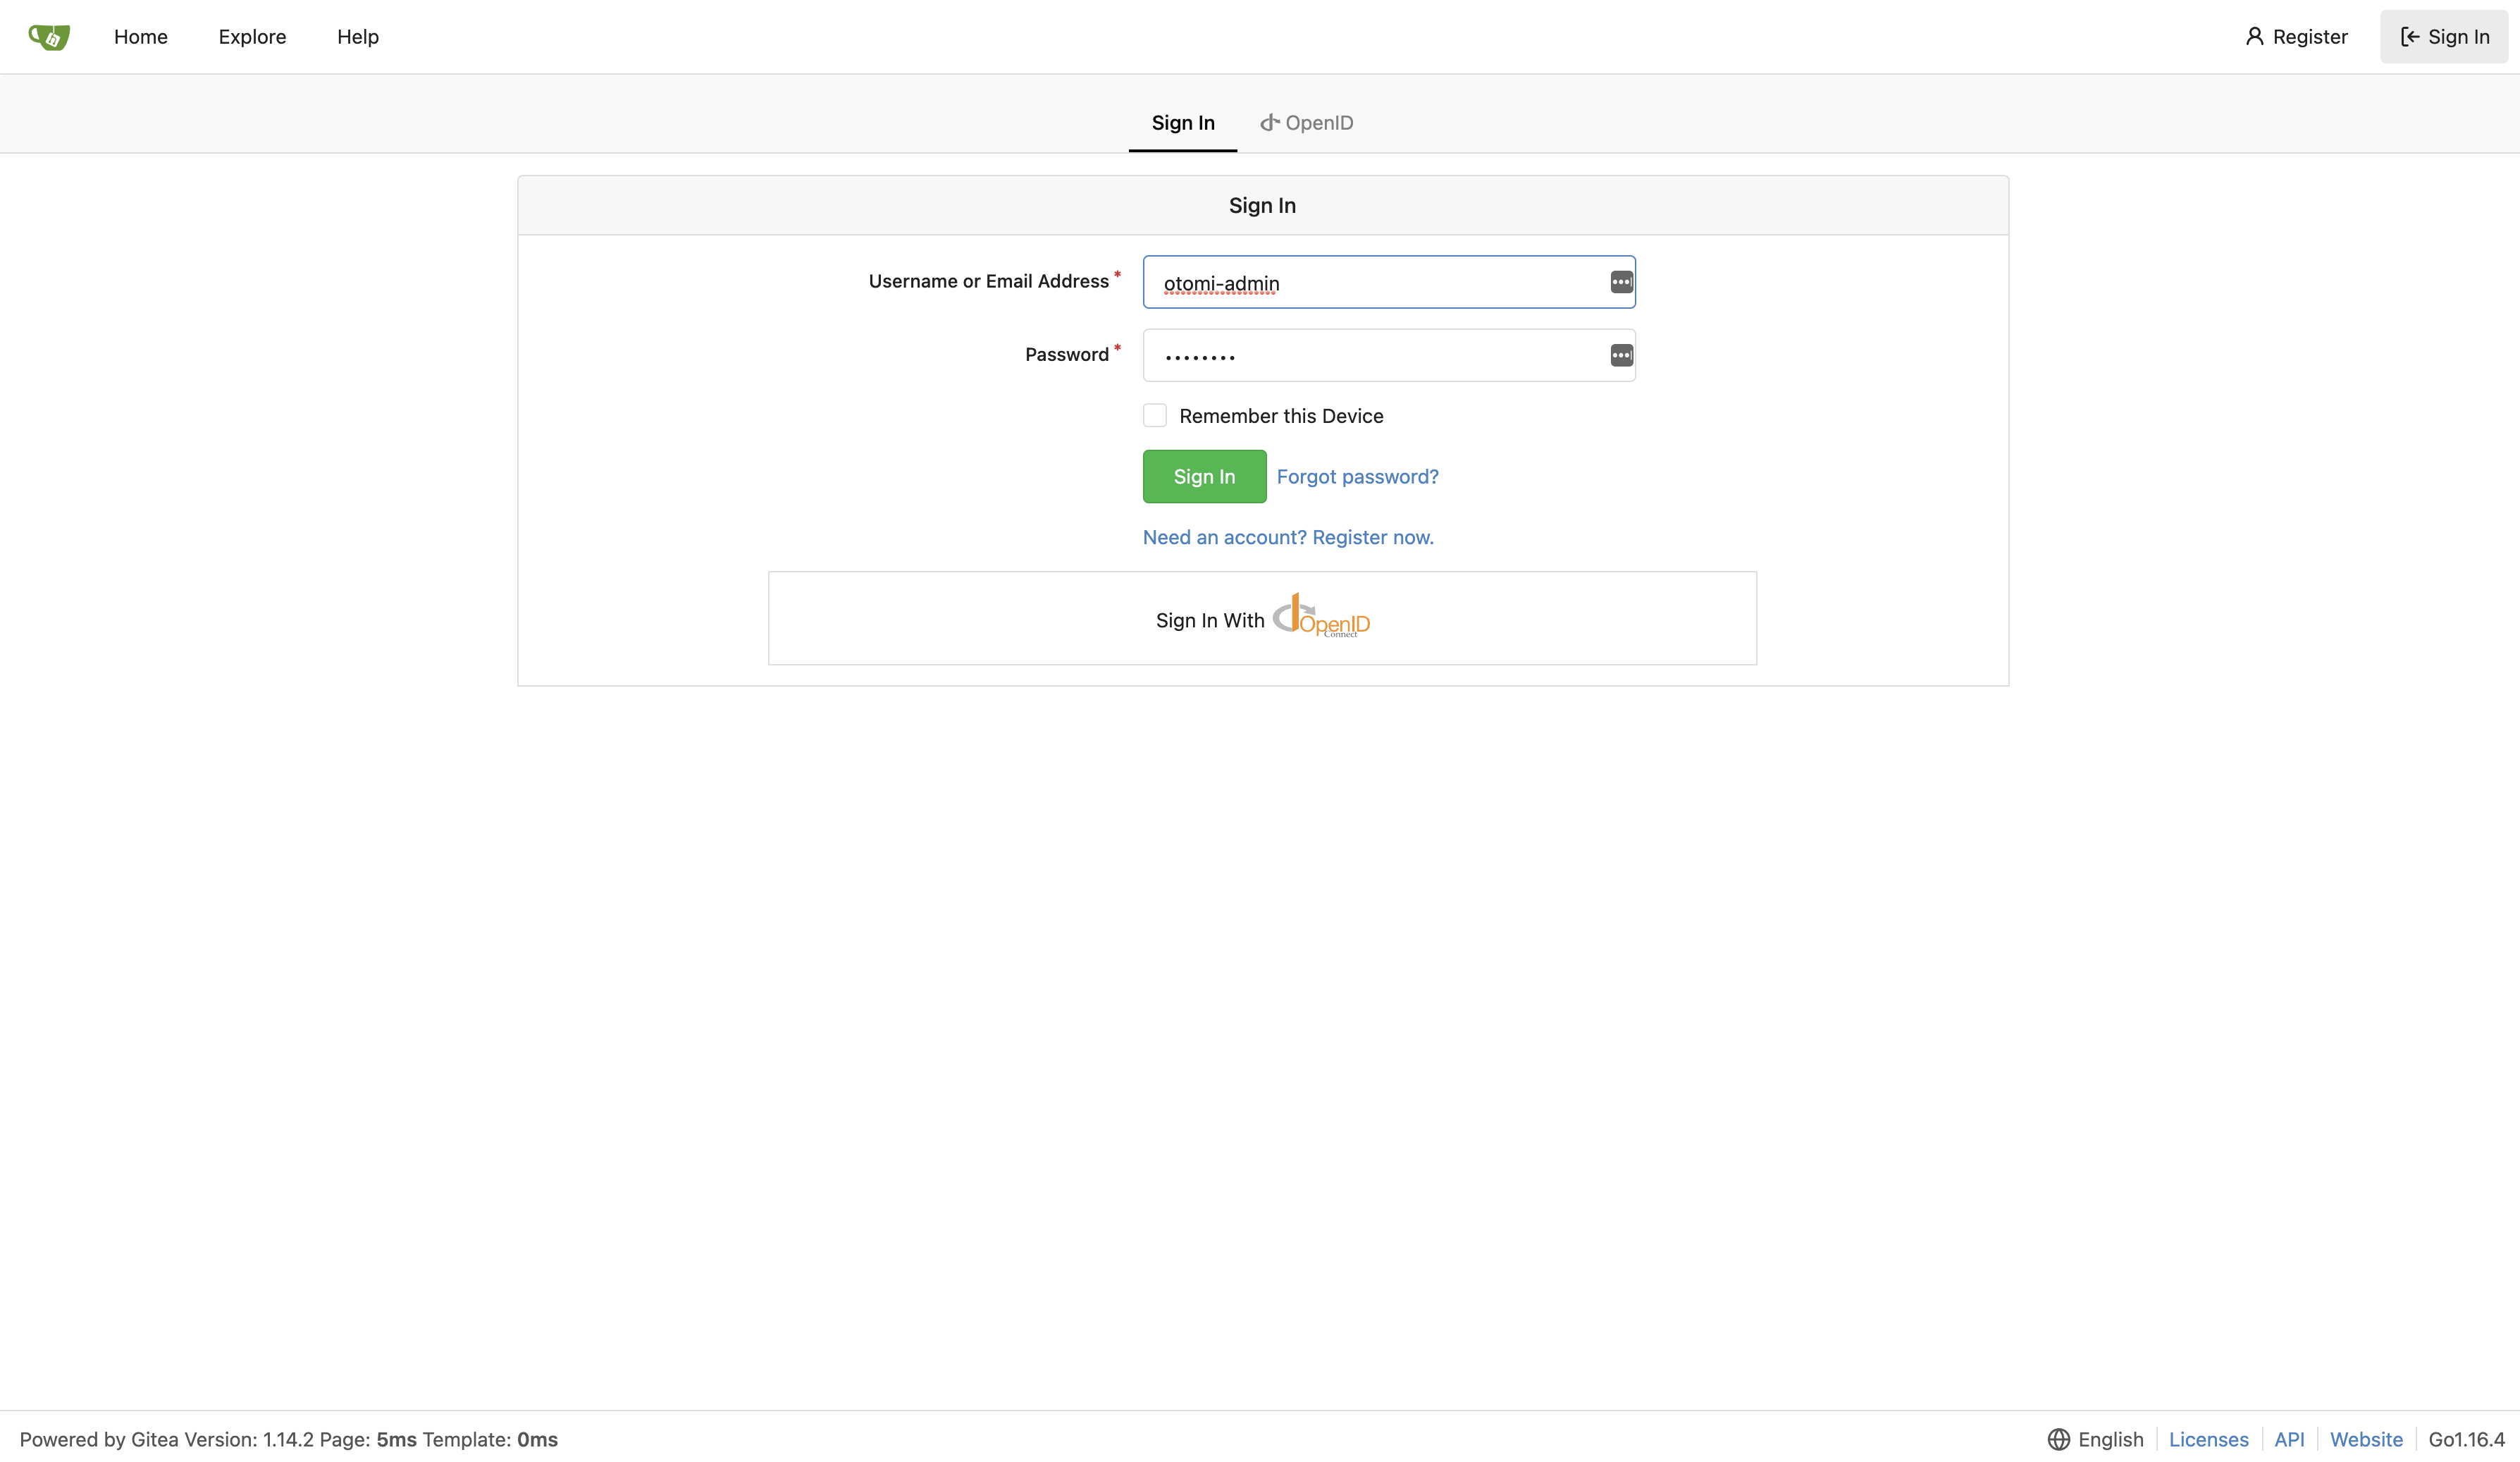 Home Explore Help Register Sign In
Sign In OpenID
Sign In
Username or Email Address *
otomi-admin
Password *
••••••••
Remember this Device
Sign In Forgot password?
Need an account? Register now.
Sign In With OpenID Connect
Powered by Gitea Version: 1.14.2 Page: 5ms Template: 0ms English Licenses API Website Go1.16.4